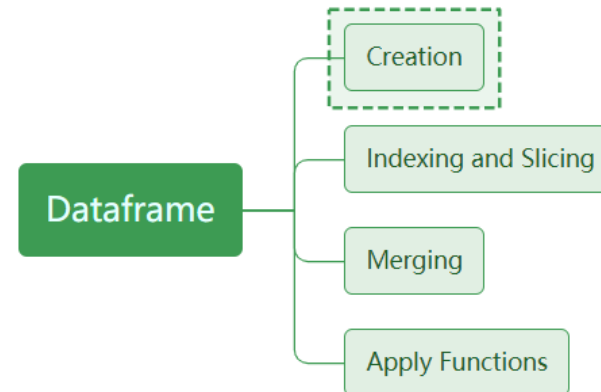 Creation
Indexing and Slicing
Dataframe
Merging
Apply Functions